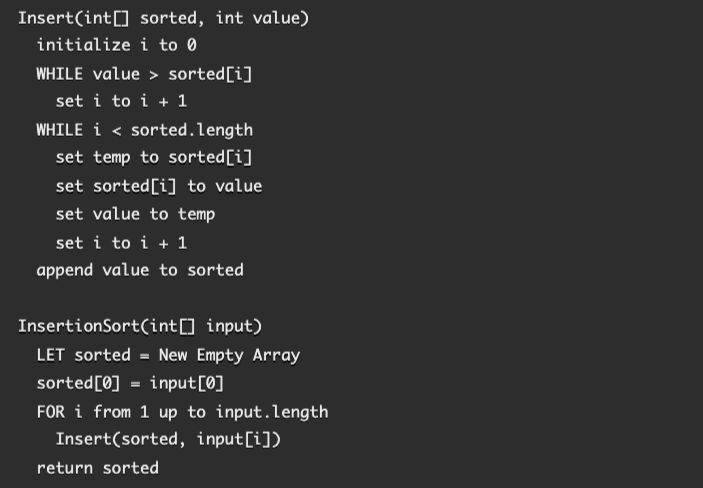 Insert(int[] sorted, int value)
initialize i to 0
WHILE value > sorted[i]
set i to i + 1
WHILE i < sorted.length
set temp to sorted[i]
set sorted[i] to value
set value to temp
set i to i + 1
append value to sorted
InsertionSort(int[] input)
LET sorted = New Empty Array
sorted[0] = input[0]
FOR i from 1 up to input.length
Insert(sorted, input[i])
return sorted